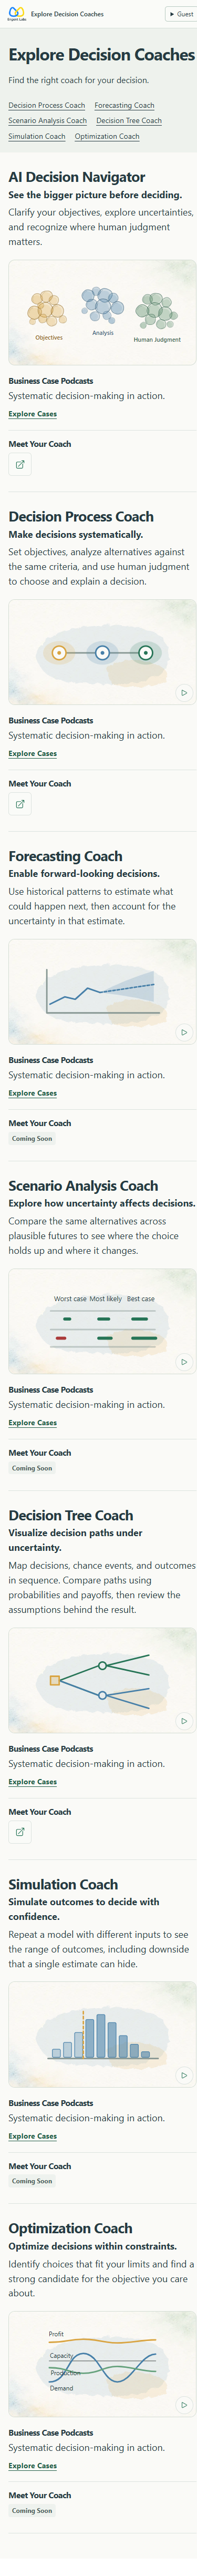 Expert Labs
Explore Decision Coaches
Guest
Explore Decision Coaches
Find the right coach for your decision.
Decision Process Coach Forecasting Coach
Scenario Analysis Coach Decision Tree Coach
Simulation Coach Optimization Coach
AI Decision Navigator
See the bigger picture before deciding.
Clarify your objectives, explore uncertainties,
and recognize where human judgment
matters.
Objectives
Analysis
Human Judgment
Business Case Podcasts
Systematic decision-making in action.
Explore Cases
Meet Your Coach
Decision Process Coach
Make decisions systematically.
Set objectives, analyze alternatives against
the same criteria, and use human judgment
to choose and explain a decision.
Business Case Podcasts
Systematic decision-making in action.
Explore Cases
Meet Your Coach
Forecasting Coach
Enable forward-looking decisions.
Use historical patterns to estimate what
could happen next, then account for the
uncertainty in that estimate.
Business Case Podcasts
Systematic decision-making in action.
Explore Cases
Meet Your Coach
Coming Soon
Scenario Analysis Coach
Explore how uncertainty affects decisions.
Compare the same alternatives across
plausible futures to see where the choice
holds up and where it changes.
Worst case Most likely Best case
Business Case Podcasts
Systematic decision-making in action.
Explore Cases
Meet Your Coach
Coming Soon
Decision Tree Coach
Visualize decision paths under
uncertainty.
Map decisions, chance events, and outcomes
in sequence. Compare paths using
probabilities and payoffs, then review the
assumptions behind the result.
Business Case Podcasts
Systematic decision-making in action.
Explore Cases
Meet Your Coach
Simulation Coach
Simulate outcomes to decide with
confidence.
Repeat a model with different inputs to see
the range of outcomes, including downside
that a single estimate can hide.
Business Case Podcasts
Systematic decision-making in action.
Explore Cases
Meet Your Coach
Coming Soon
Optimization Coach
Optimize decisions within constraints.
Identify choices that fit your limits and find a
strong candidate for the objective you care
about.
Profit
Capacity
Production
Demand
Business Case Podcasts
Systematic decision-making in action.
Explore Cases
Meet Your Coach
Coming Soon